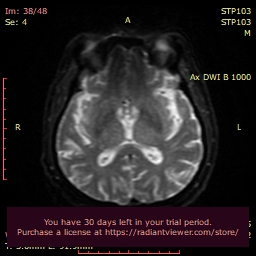 Im: 38/48
Se: 4
A
STP103
STP103
M
Ax DWI B 1000
R
L
You have 30 days left in your trial period.
Purchase a license at https://radiantviewer.com/store/